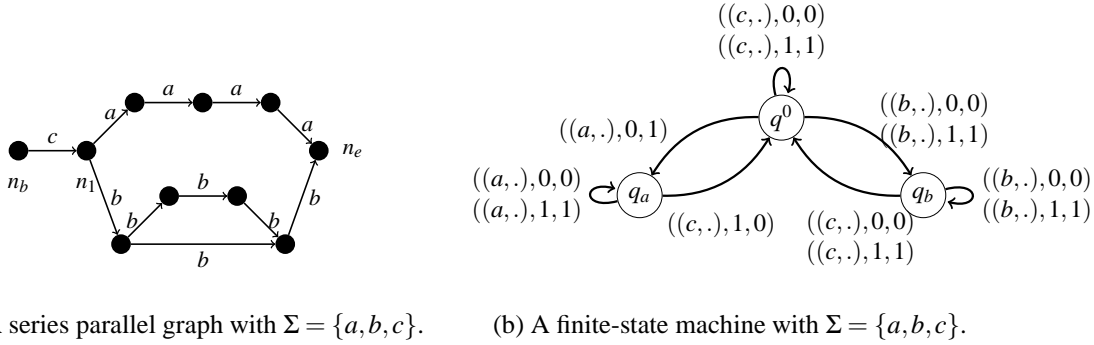 a
a
a
a
c
n_b
n_1
n_e
b
b
b
b
b
b
series parallel graph with Σ = {a,b,c}.
((c,.),0,0)
((c,.),1,1)
q^0
((a,.),0,1)
((b,.),0,0)
((b,.),1,1)
((a,.),0,0)
((a,.),1,1)
q_a
q_b
((b,.),0,0)
((b,.),1,1)
((c,.),1,0)
((c,.),0,0)
((c,.),1,1)
(b) A finite-state machine with Σ = {a,b,c}.